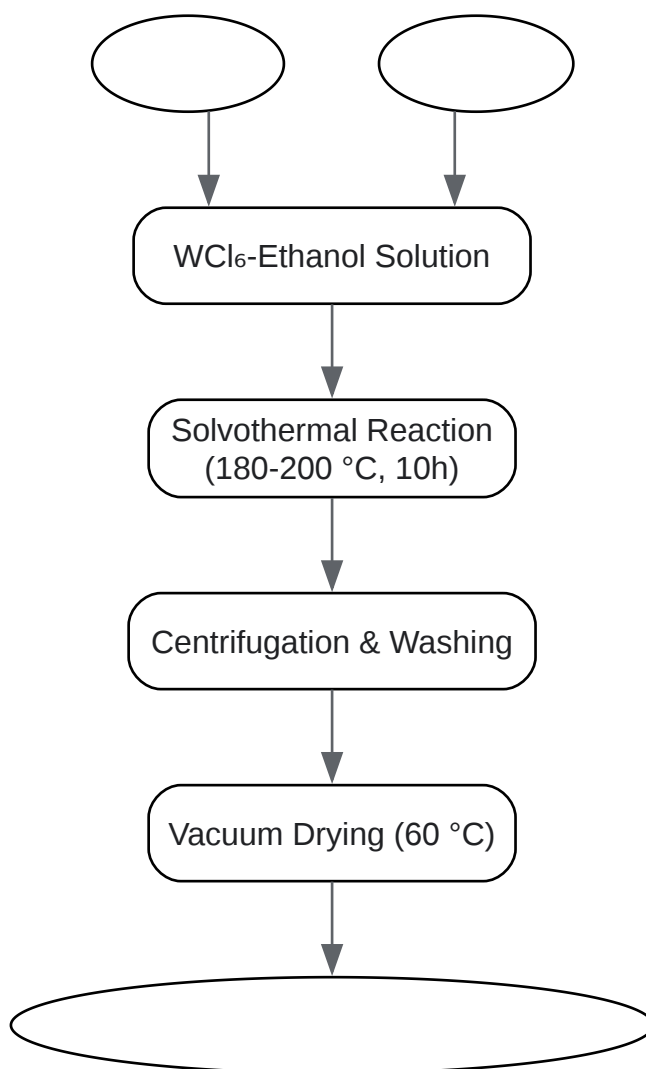 WCl₆-Ethanol Solution
Solvothermal Reaction
(180-200 °C, 10h)
Centrifugation & Washing
Vacuum Drying (60 °C)